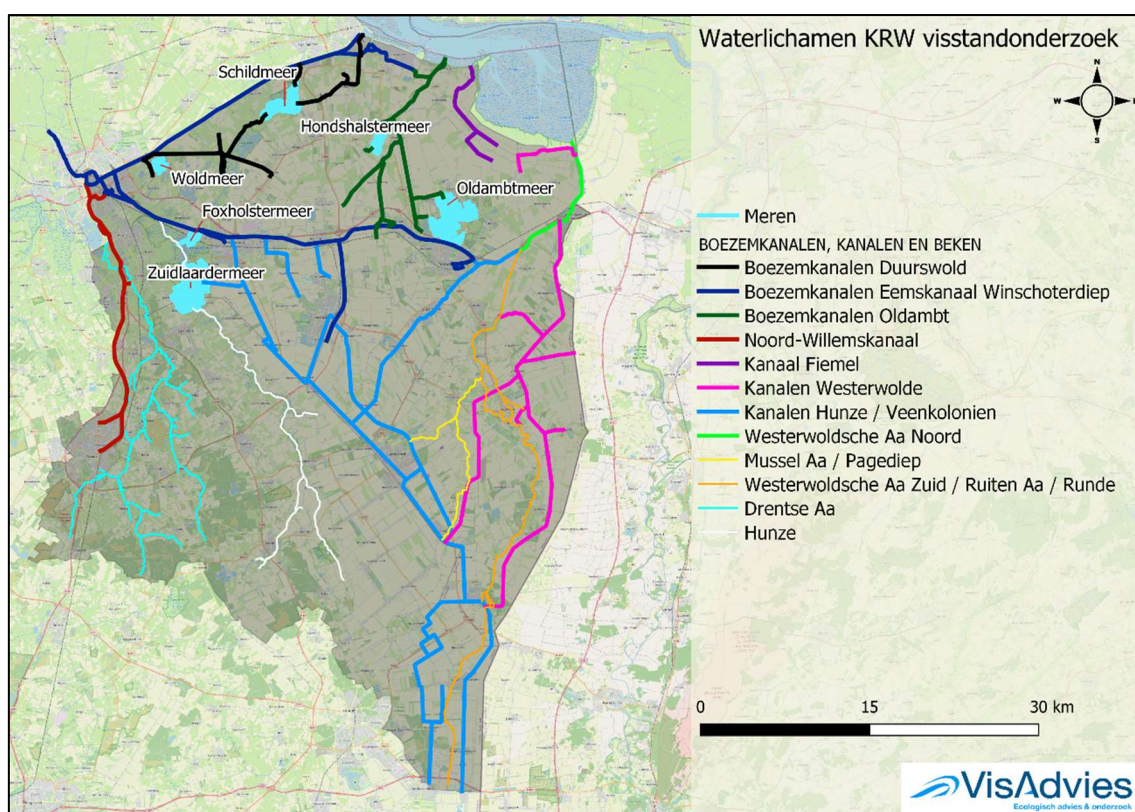 Waterlichamen KRW visstandonderzoek
N
W
E
S
Schildmeer
Hondshalstermeer
Woldmeer
Oldambtmeer
Foxholstermeer
Zuidlaardermeer
Meren
BOEZEMKANALEN, KANALEN EN BEKEN
Boezemkanalen Duurswold
Boezemkanalen Eemskanaal Winschoterdiep
Boezemkanalen Oldambt
Noord-Willemskanaal
Kanaal Fiemel
Kanalen Westerwolde
Kanalen Hunze / Veenkolonien
Westerwoldsche Aa Noord
Mussel Aa / Pagediep
Westerwoldsche Aa Zuid / Ruiten Aa / Runde
Drentse Aa
Hunze
0 15 30 km
VisAdvies
Ecologisch advies & onderzoek